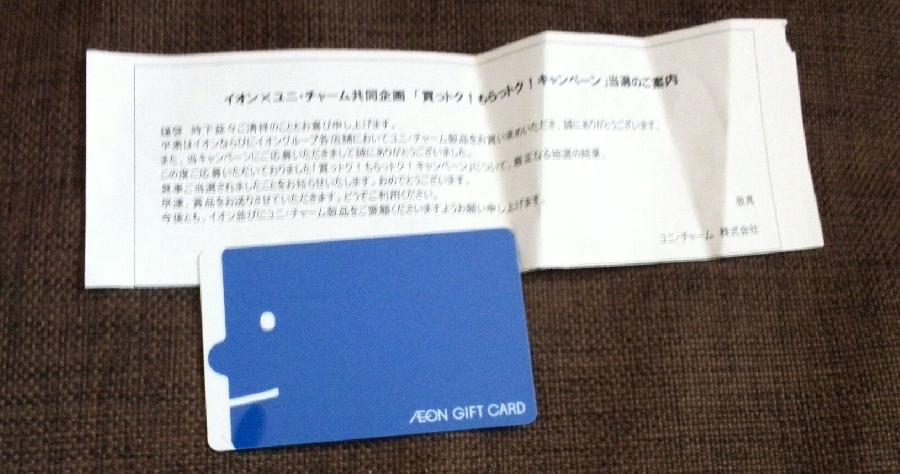 イオン×ユニ・チャーム共同企画 「買っトク！もらっトク！キャンペーン」当選のご案内
謹啓 時下益々ご清祥のこととお喜び申し上げます。
平素はイオンならびにイオングループ各店舗においてユニ・チャーム製品をお買い求めいただき、誠にありがとうございます。
また、当キャンペーンにご応募いただきまして誠にありがとうございました。
この度ご応募いただいておりました「買っトク！もらっトク！キャンペーン」について、厳正なる抽選の結果、
見事ご当選されましたことをお知らせいたします。おめでとうございます。
早速、賞品をお送りさせていただきます。どうぞご利用ください。
今後とも、イオン並びにユニ・チャーム製品をご愛顧くださいますようお願い申し上げます。
敬具
ユニ・チャーム 株式会社
ÆON GIFT CARD